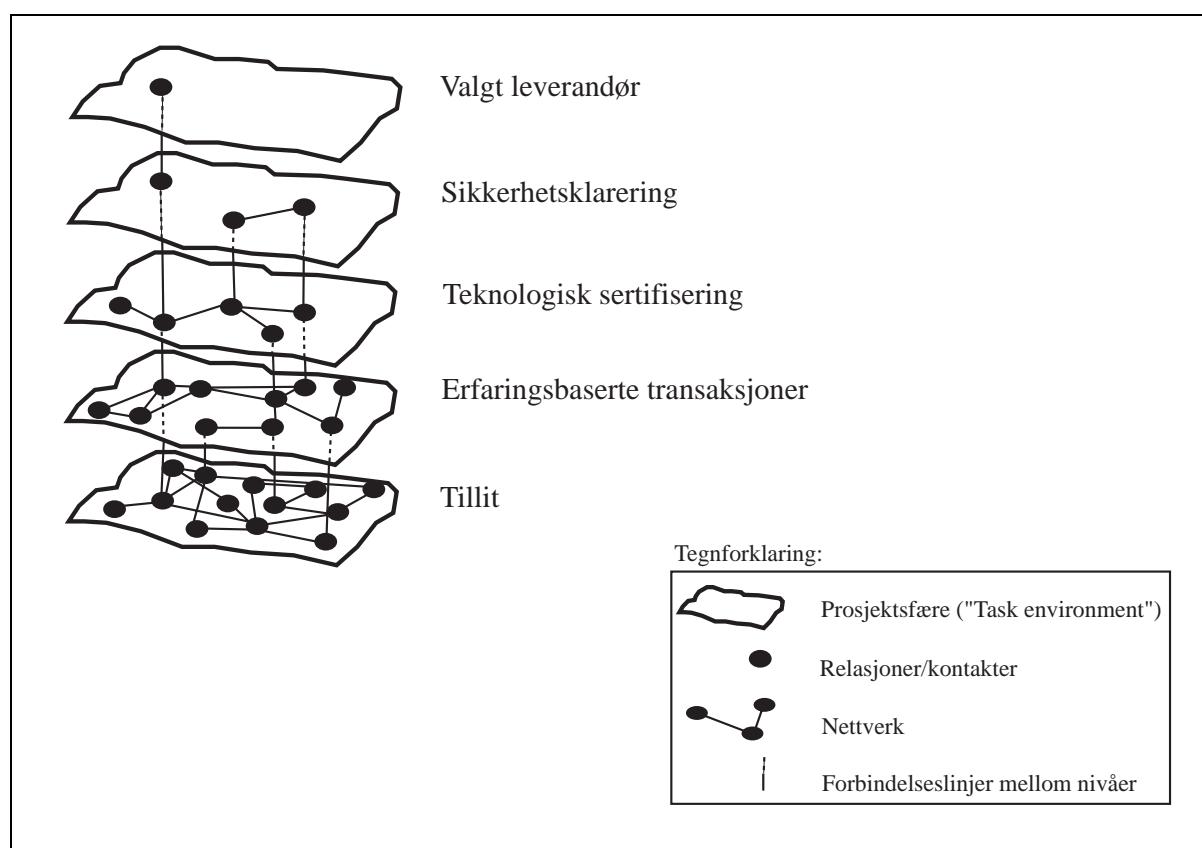 Valgt leverandør
Sikkerhetsklarering
Teknologisk sertifisering
Erfaringsbaserte transaksjoner
Tillit
Tegnforklaring:
Prosjektsfære ("Task environment")
Relasjoner/kontakter
Nettverk
Forbindelseslinjer mellom nivåer